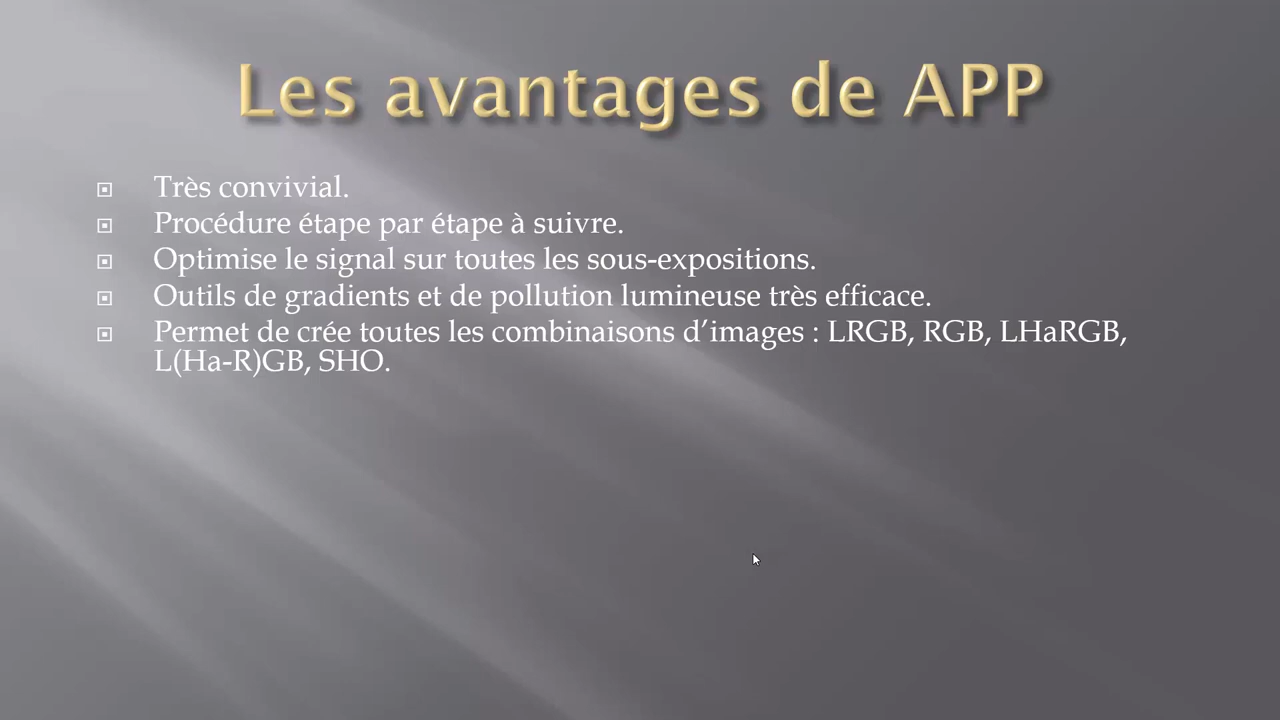 Les avantages de APP
Très convivial.
Procédure étape par étape à suivre.
Optimise le signal sur toutes les sous-expositions.
Outils de gradients et de pollution lumineuse très efficace.
Permet de crée toutes les combinaisons d’images : LRGB, RGB, LHaRGB,
L(Ha-R)GB, SHO.